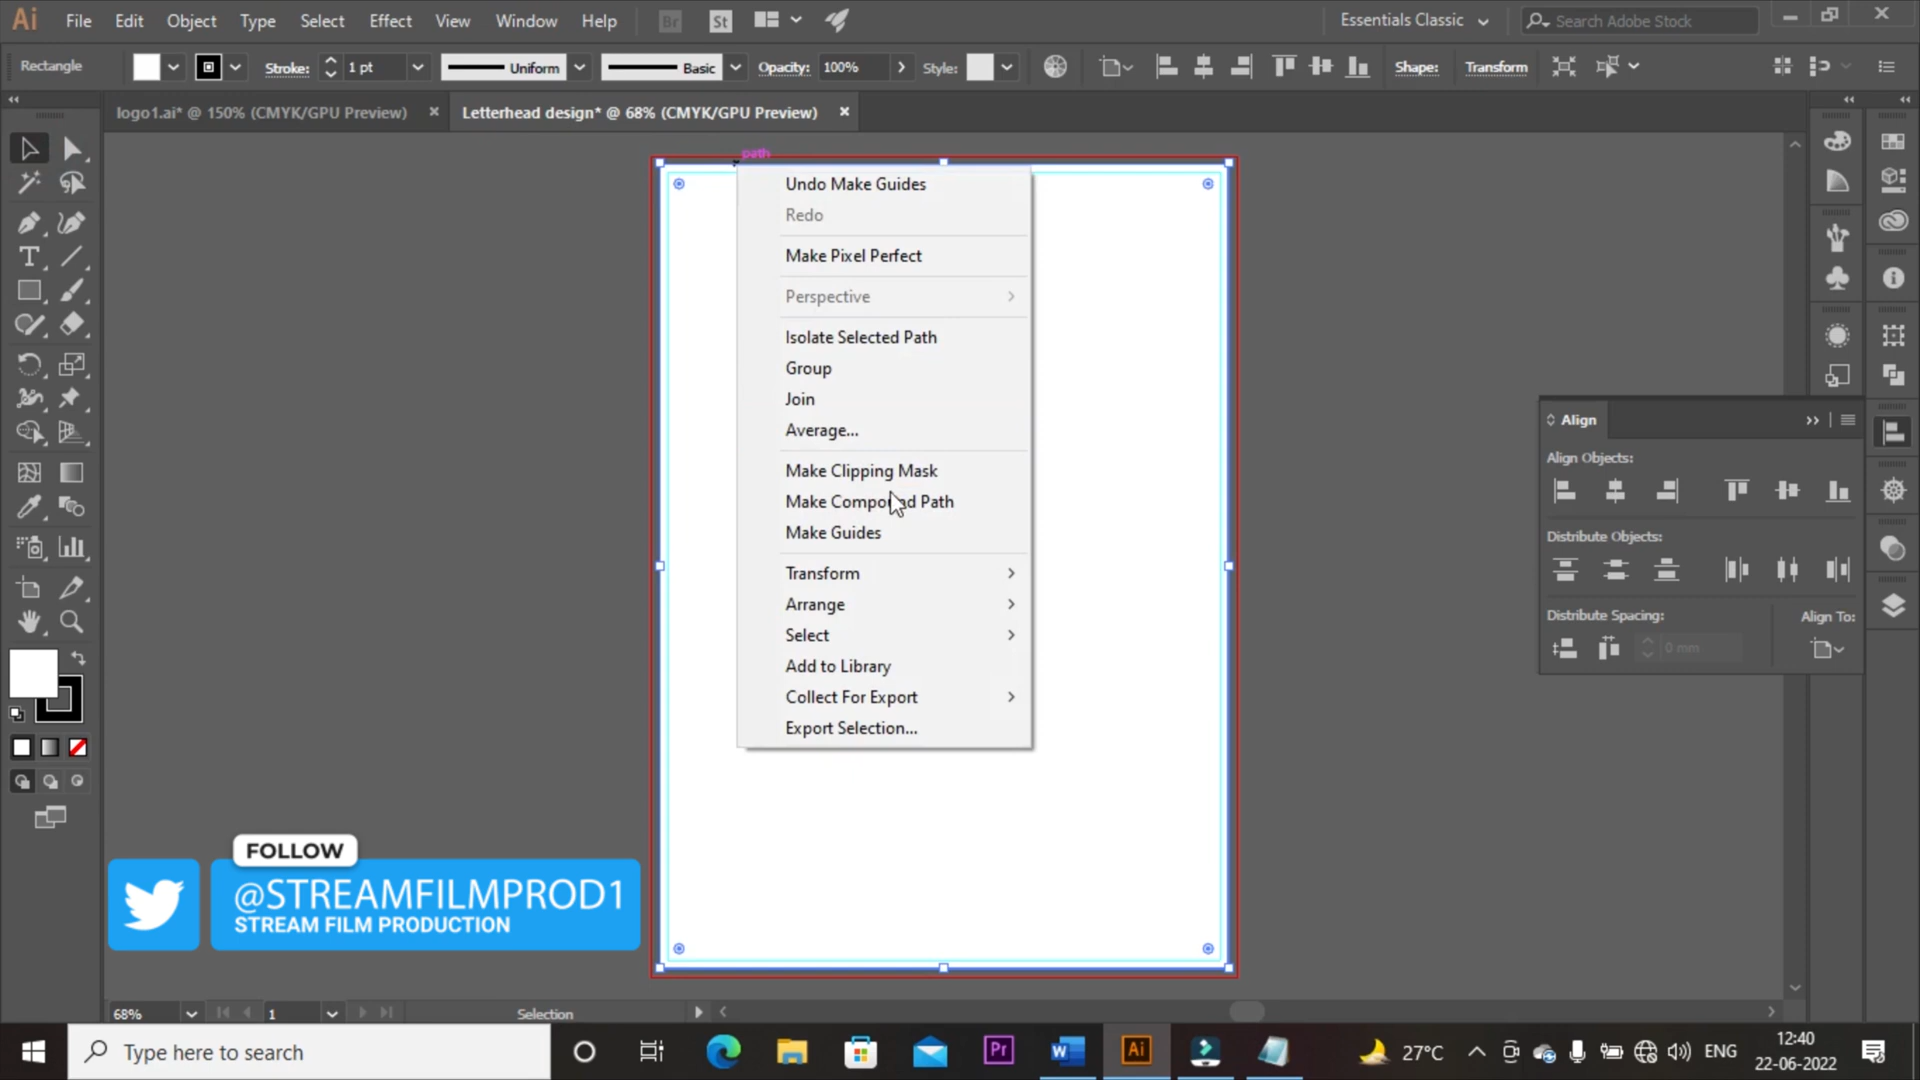 Ai File Edit Object Type Select Effect View Window Help Br St Essentials Classic Search Adobe Stock
Rectangle Stroke: 1 pt Uniform Basic Opacity: 100% Style: Shape: Transform
logo1.ai* @ 150% (CMYK/GPU Preview) Letterhead design* @ 68% (CMYK/GPU Preview)
path
Undo Make Guides
Redo
Make Pixel Perfect
Perspective
Isolate Selected Path
Group
Join
Average...
Make Clipping Mask
Make Compound Path
Make Guides
Transform
Arrange
Select
Add to Library
Collect For Export
Export Selection...
Align
Align Objects:
Distribute Objects:
Distribute Spacing: Align To:
0 mm
FOLLOW
@STREAMFILMPROD1
STREAM FILM PRODUCTION
68% 1 Selection
Type here to search Pr W Ai 27°C ENG 12:40
22-06-2022